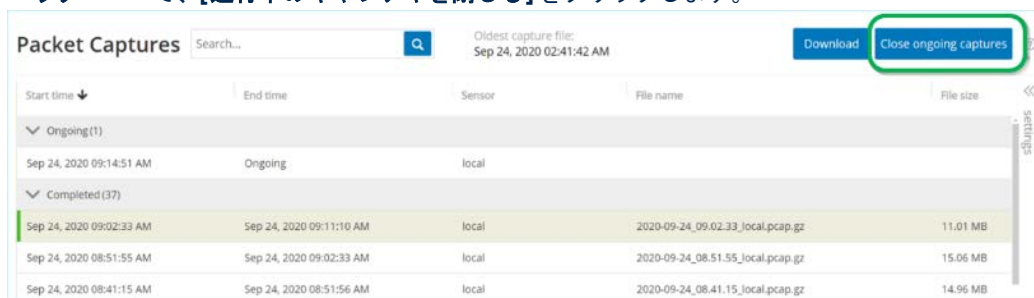 Packet Captures Search... Oldest capture file: Download Close ongoing captures
Sep 24, 2020 02:41:42 AM
Start time End time Sensor File name File size
Ongoing (1)
Sep 24, 2020 09:14:51 AM Ongoing local
Completed (37)
Sep 24, 2020 09:02:33 AM Sep 24, 2020 09:11:10 AM local 2020-09-24_09.02.33_local.pcap.gz 11.01 MB
Sep 24, 2020 08:51:55 AM Sep 24, 2020 09:02:33 AM local 2020-09-24_08.51.55_local.pcap.gz 15.06 MB
Sep 24, 2020 08:41:15 AM Sep 24, 2020 08:51:56 AM local 2020-09-24_08.41.15_local.pcap.gz 14.96 MB
settings